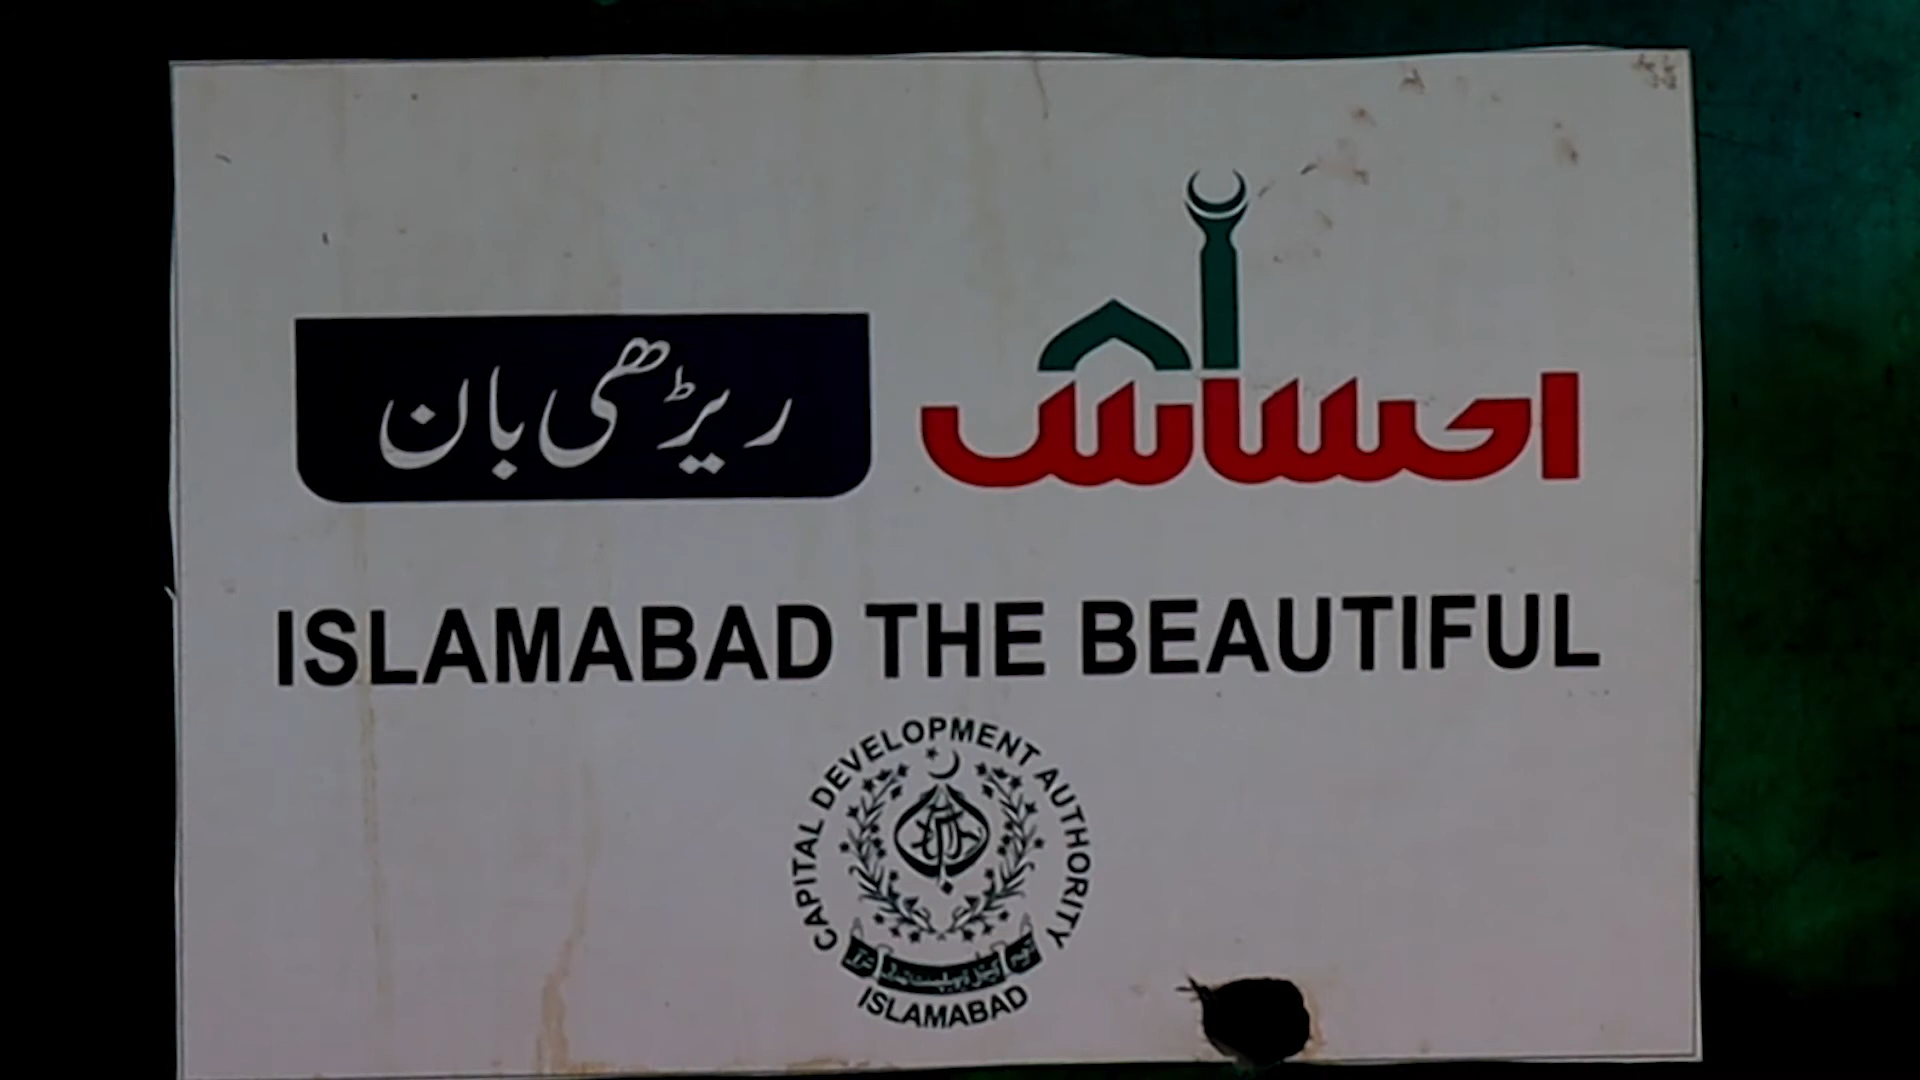 احساس ریڑھی بان
ISLAMABAD THE BEAUTIFUL
CAPITAL DEVELOPMENT AUTHORITY
ISLAMABAD